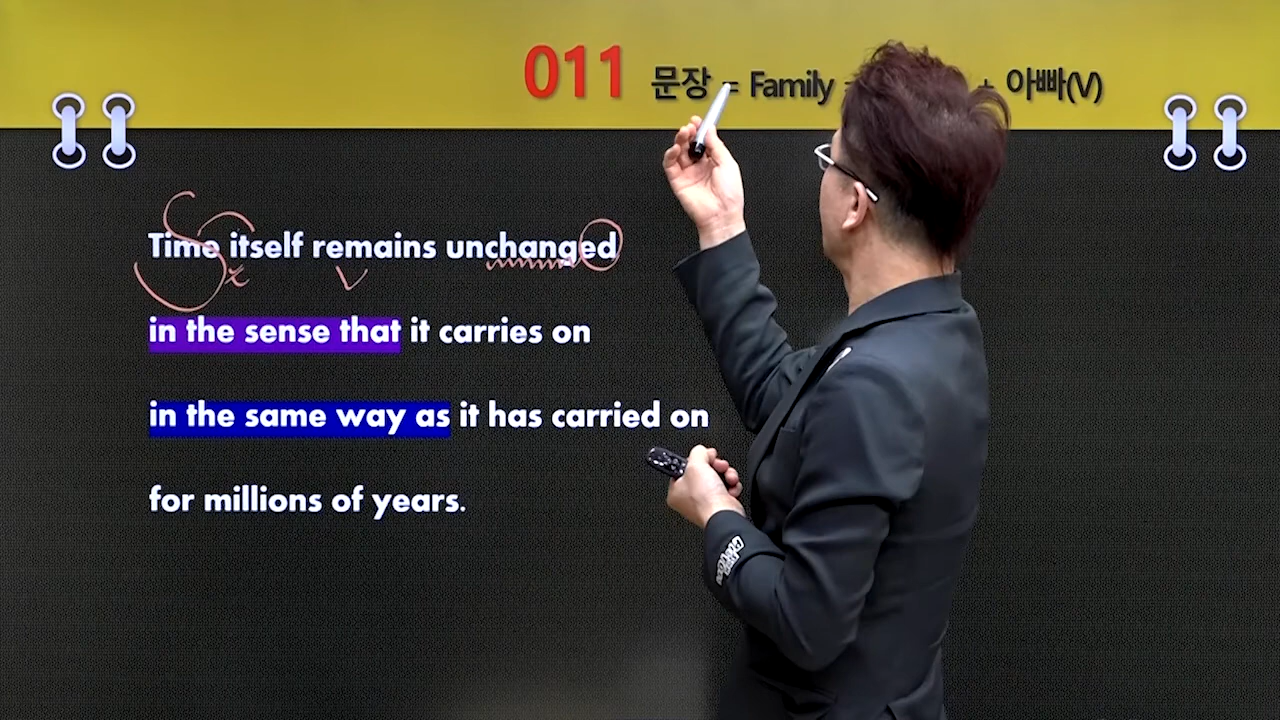 011 문장 = Family = + 아빠(V)
Time itself remains unchanged
S x v
in the sense that it carries on
in the same way as it has carried on
for millions of years.